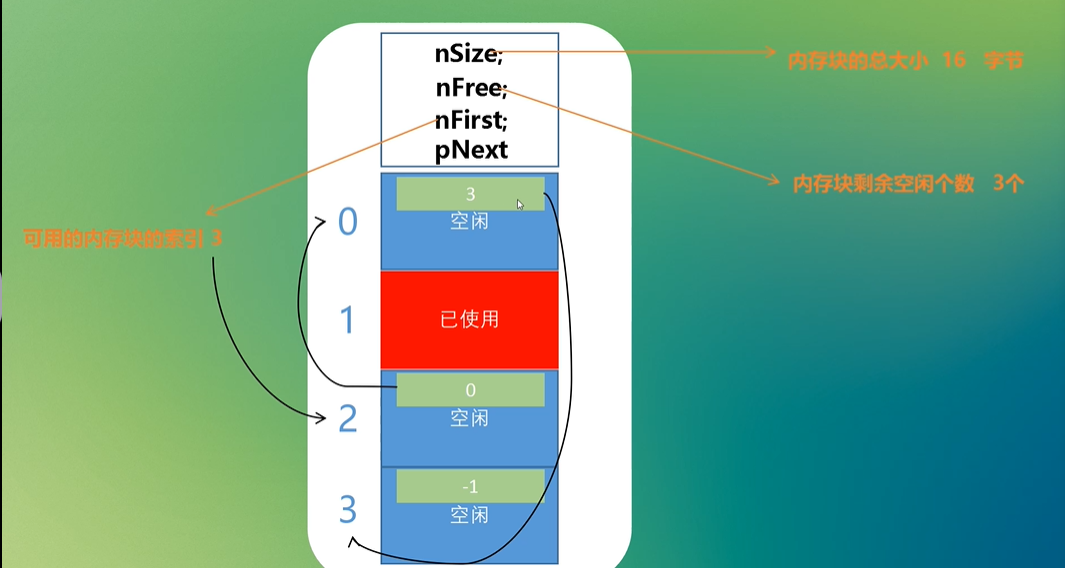 nSize;
内存块的总大小 16 字节
nFree;
nFirst;
pNext
内存块剩余空闲个数 3个
3
空闲
0
可用的内存块的索引 3
1
已使用
0
空闲
2
-1
空闲
3